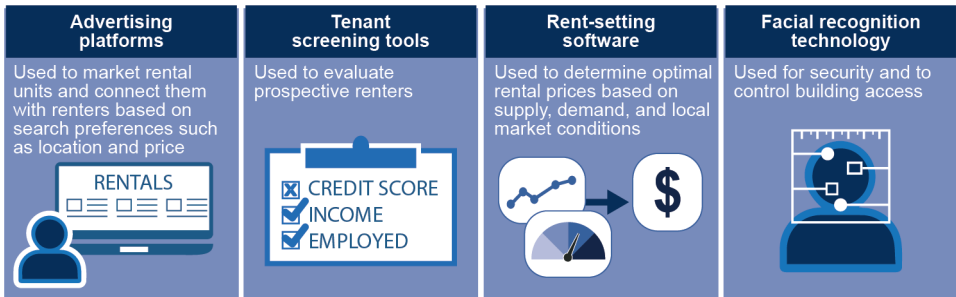 Advertising
platforms
Used to market rental
units and connect them
with renters based on
search preferences such
as location and price
RENTALS
Tenant
screening tools
Used to evaluate
prospective renters
CREDIT SCORE
INCOME
EMPLOYED
Rent-setting
software
Used to determine optimal
rental prices based on
supply, demand, and local
market conditions
$
Facial recognition
technology
Used for security and to
control building access